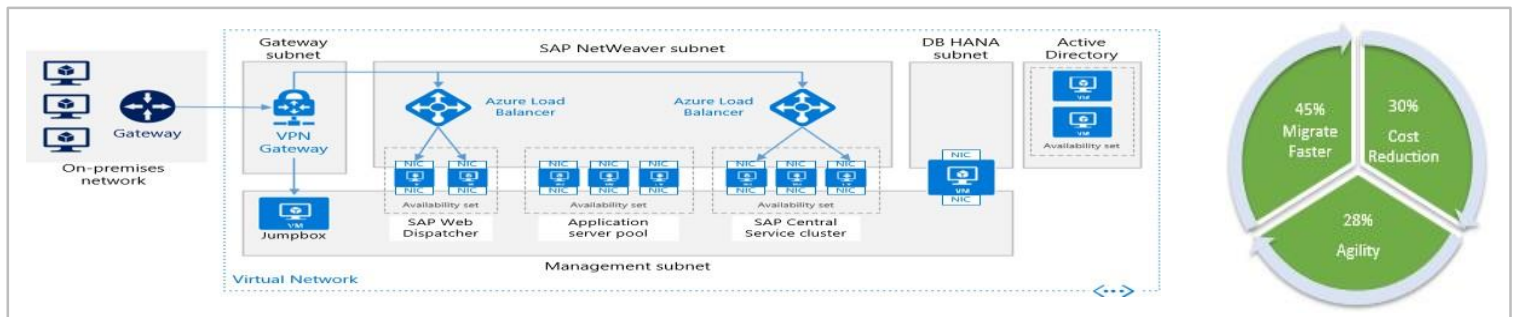 Gateway
On-premises
network
Gateway
subnet
VPN
Gateway
VM
Jumpbox
Virtual Network
SAP NetWeaver subnet
Azure Load
Balancer
Azure Load
Balancer
NIC NIC
NIC NIC
Availability set
SAP Web
Dispatcher
NIC NIC NIC
NIC NIC NIC
Availability set
Application
server pool
NIC NIC NIC
NIC NIC NIC
Availability set
SAP Central
Service cluster
Management subnet
DB HANA
subnet
NIC
VM
NIC
Active
Directory
VM
VM
Availability set
45%
Migrate
Faster
30%
Cost
Reduction
28%
Agility